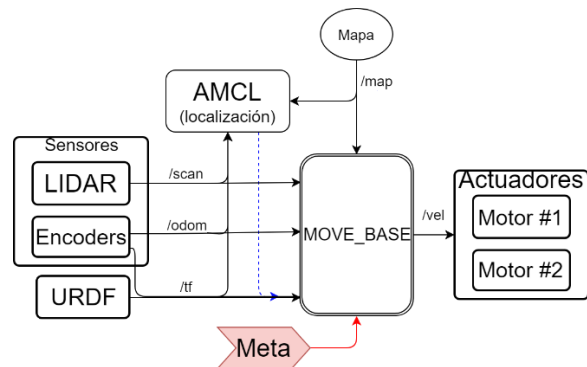 Mapa
/map
AMCL
(localización)
Sensores
LIDAR
/scan
Encoders
/odom
URDF
/tf
MOVE_BASE
/vel
Actuadores
Motor #1
Motor #2
Meta